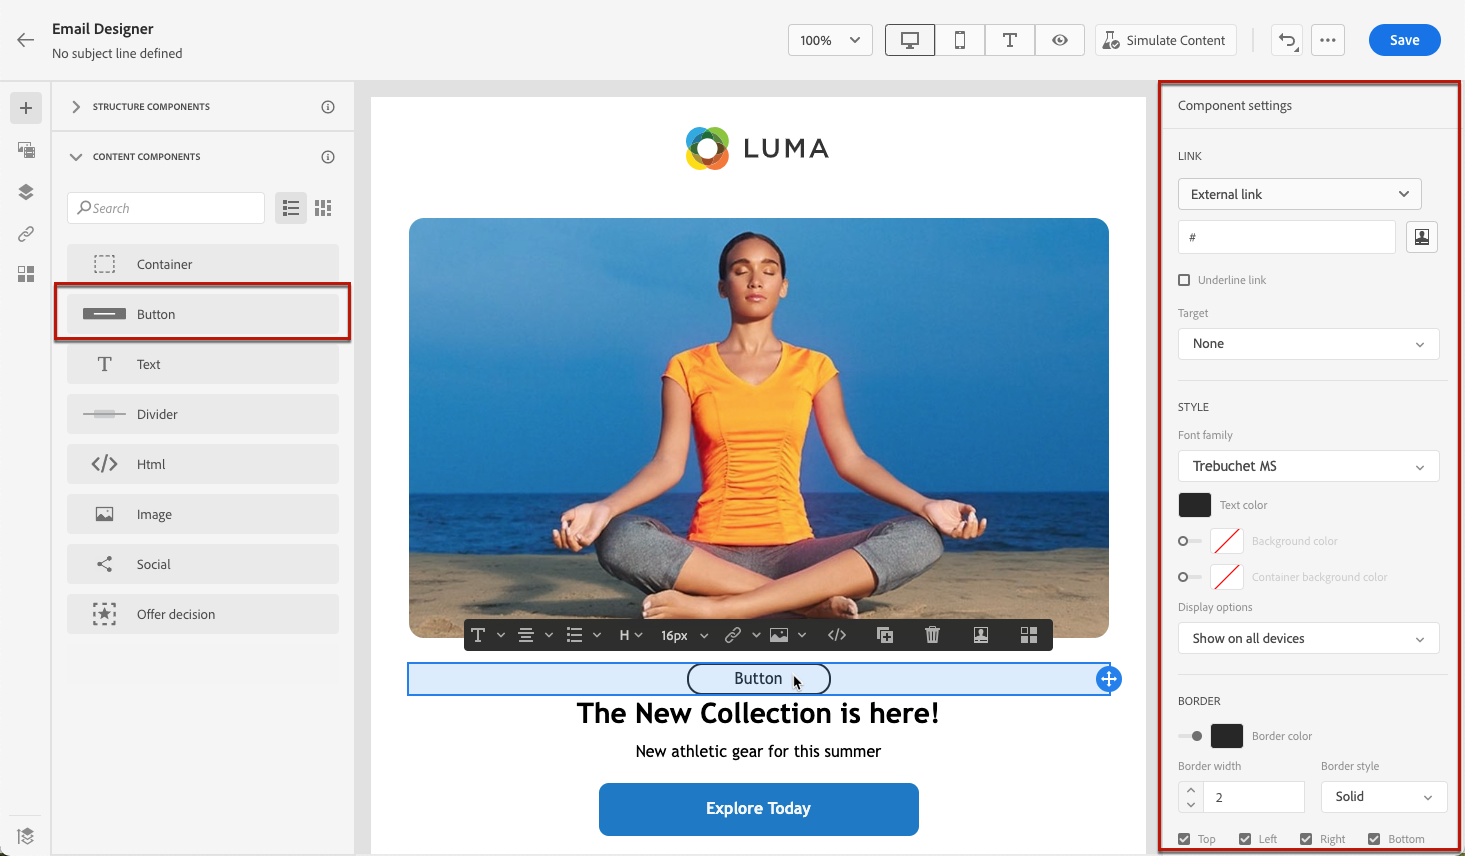 Email Designer
No subject line defined
100%
Simulate Content
Save
STRUCTURE COMPONENTS
CONTENT COMPONENTS
Search
Container
Button
Text
Divider
Html
Image
Social
Offer decision
LUMA
H
16px
Button
The New Collection is here!
New athletic gear for this summer
Explore Today
Component settings
LINK
External link
#
Underline link
Target
None
STYLE
Font family
Trebuchet MS
Text color
Background color
Container background color
Display options
Show on all devices
BORDER
Border color
Border width Border style
2 Solid
Top Left Right Bottom